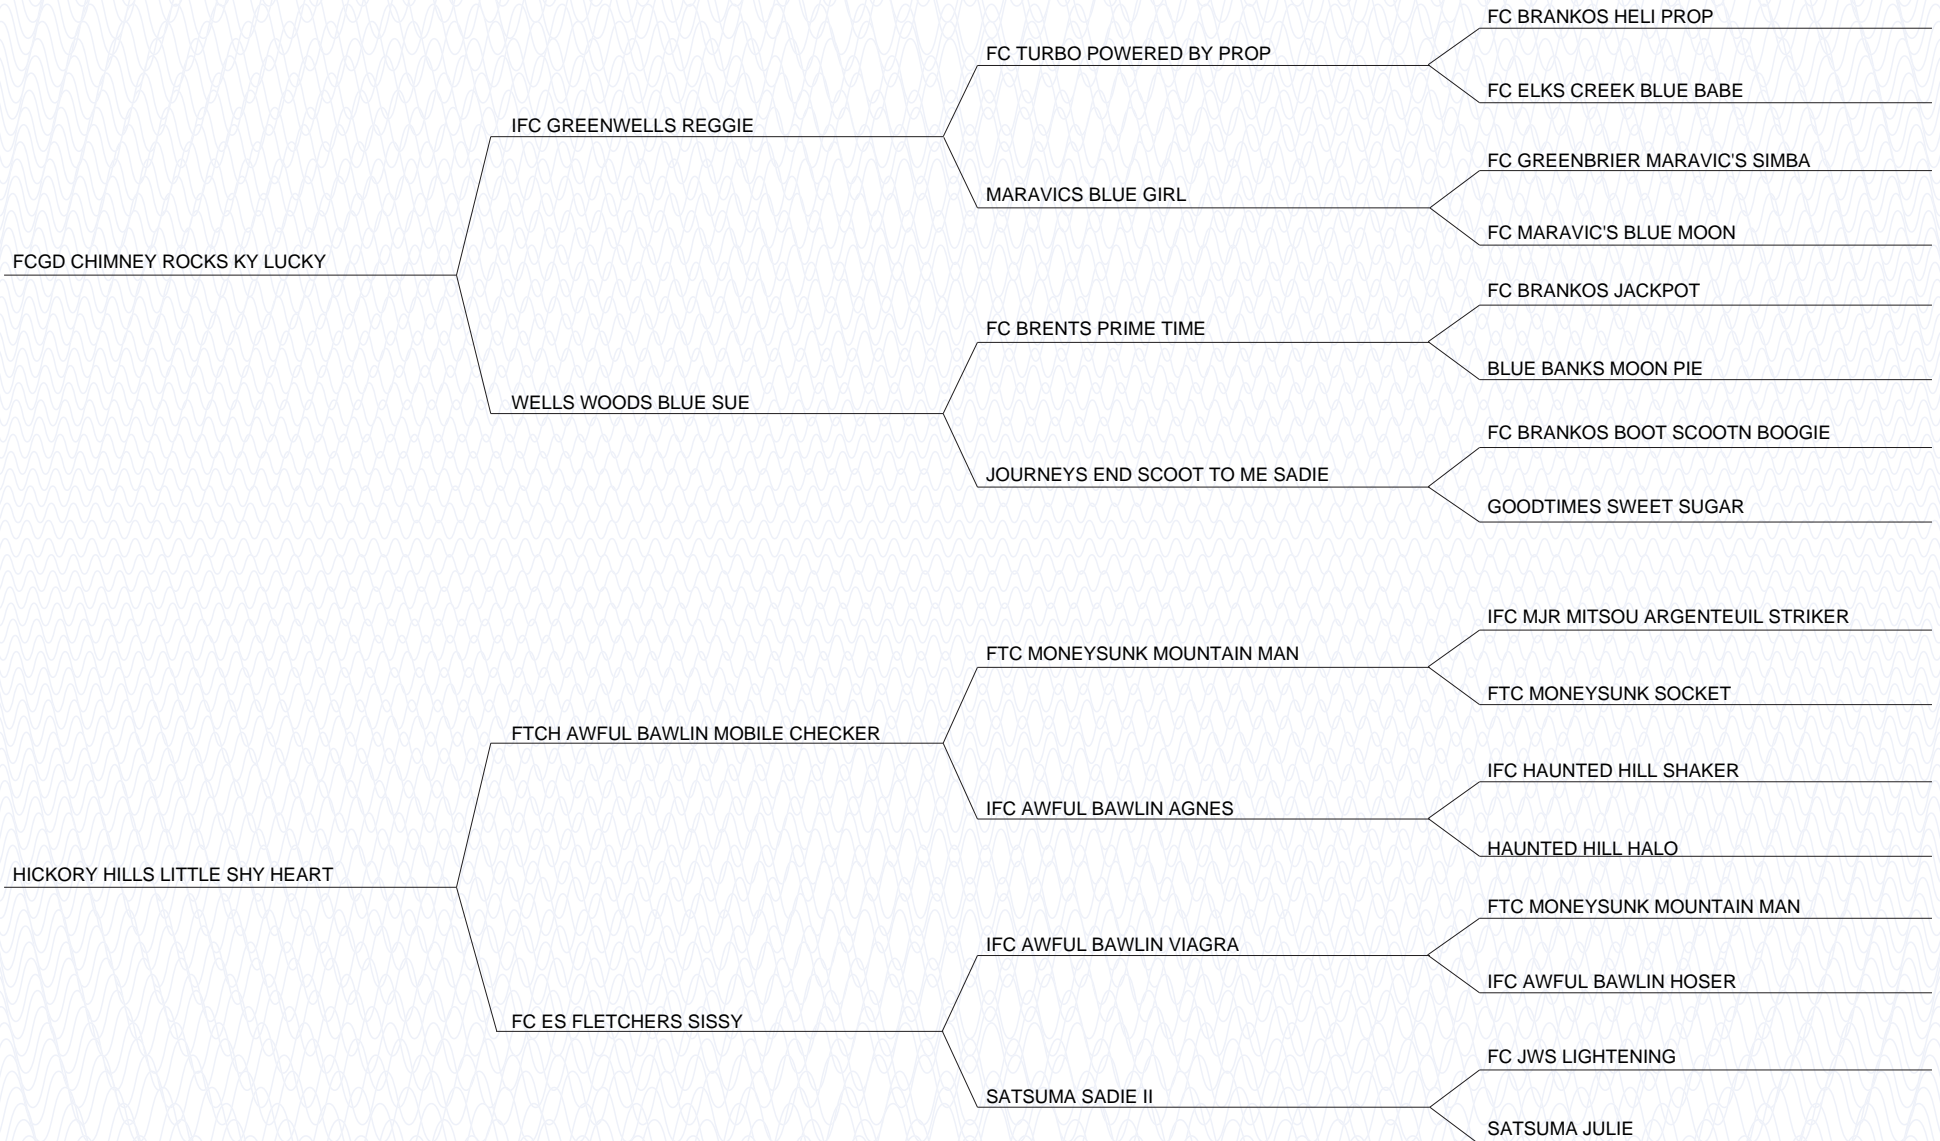 FC BRANKOS HELI PROP
FC TURBO POWERED BY PROP
FC ELKS CREEK BLUE BABE
IFC GREENWELLS REGGIE
FC GREENBRIER MARAVIC'S SIMBA
MARAVICS BLUE GIRL
FC MARAVIC'S BLUE MOON
FCGD CHIMNEY ROCKS KY LUCKY
FC BRANKOS JACKPOT
FC BRENTS PRIME TIME
BLUE BANKS MOON PIE
WELLS WOODS BLUE SUE
FC BRANKOS BOOT SCOOTN BOOGIE
JOURNEYS END SCOOT TO ME SADIE
GOODTIMES SWEET SUGAR
IFC MJR MITSOU ARGENTEUIL STRIKER
FTC MONEYSUNK MOUNTAIN MAN
FTC MONEYSUNK SOCKET
FTCH AWFUL BAWLIN MOBILE CHECKER
IFC HAUNTED HILL SHAKER
IFC AWFUL BAWLIN AGNES
HAUNTED HILL HALO
HICKORY HILLS LITTLE SHY HEART
FTC MONEYSUNK MOUNTAIN MAN
IFC AWFUL BAWLIN VIAGRA
IFC AWFUL BAWLIN HOSER
FC ES FLETCHERS SISSY
FC JWS LIGHTENING
SATSUMA SADIE II
SATSUMA JULIE